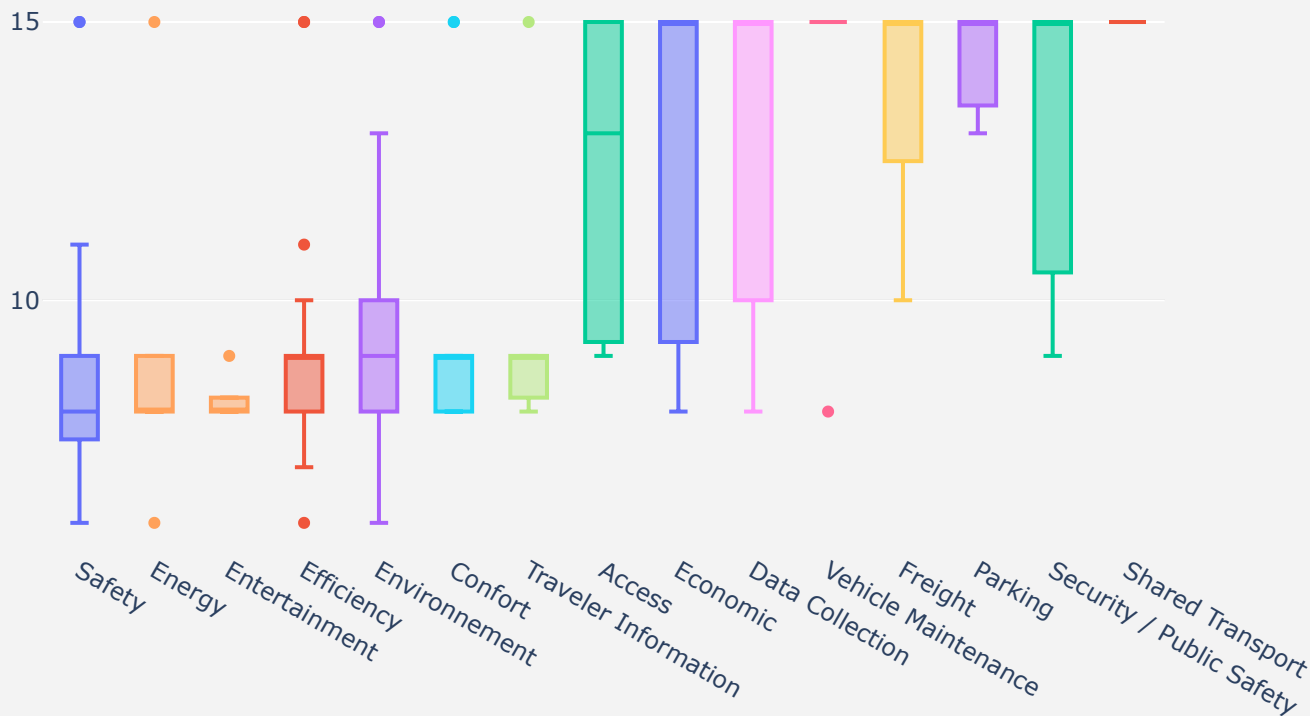 15
10
Safety
Energy
Entertainment
Efficiency
Environnement
Confort
Traveler Information
Access
Economic
Data Collection
Vehicle Maintenance
Freight
Parking
Security / Public Safety
Shared Transport